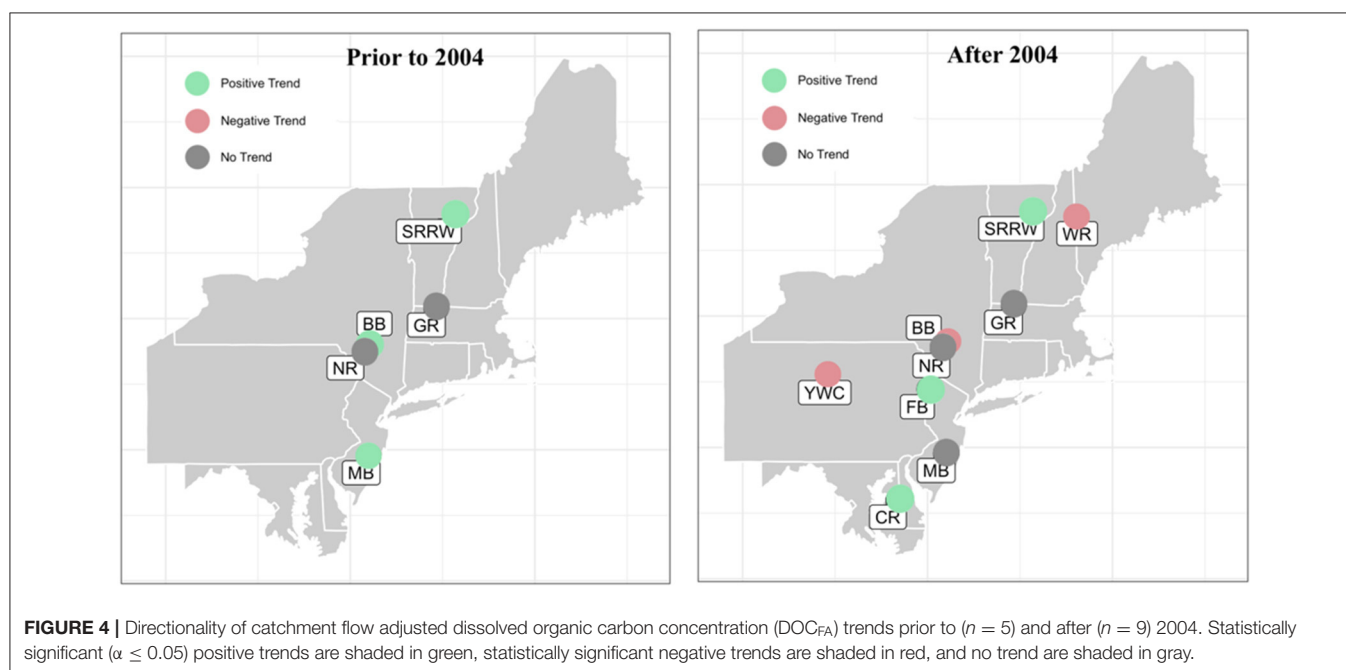 Prior to 2004
Positive Trend
Negative Trend
No Trend
SRRW
GR
BB
NR
MB
After 2004
Positive Trend
Negative Trend
No Trend
SRRW
WR
GR
BB
NR
YWC
FB
MB
CR
FIGURE 4 | Directionality of catchment flow adjusted dissolved organic carbon concentration (DOC_FA) trends prior to (n = 5) and after (n = 9) 2004. Statistically
significant (α ≤ 0.05) positive trends are shaded in green, statistically significant negative trends are shaded in red, and no trend are shaded in gray.